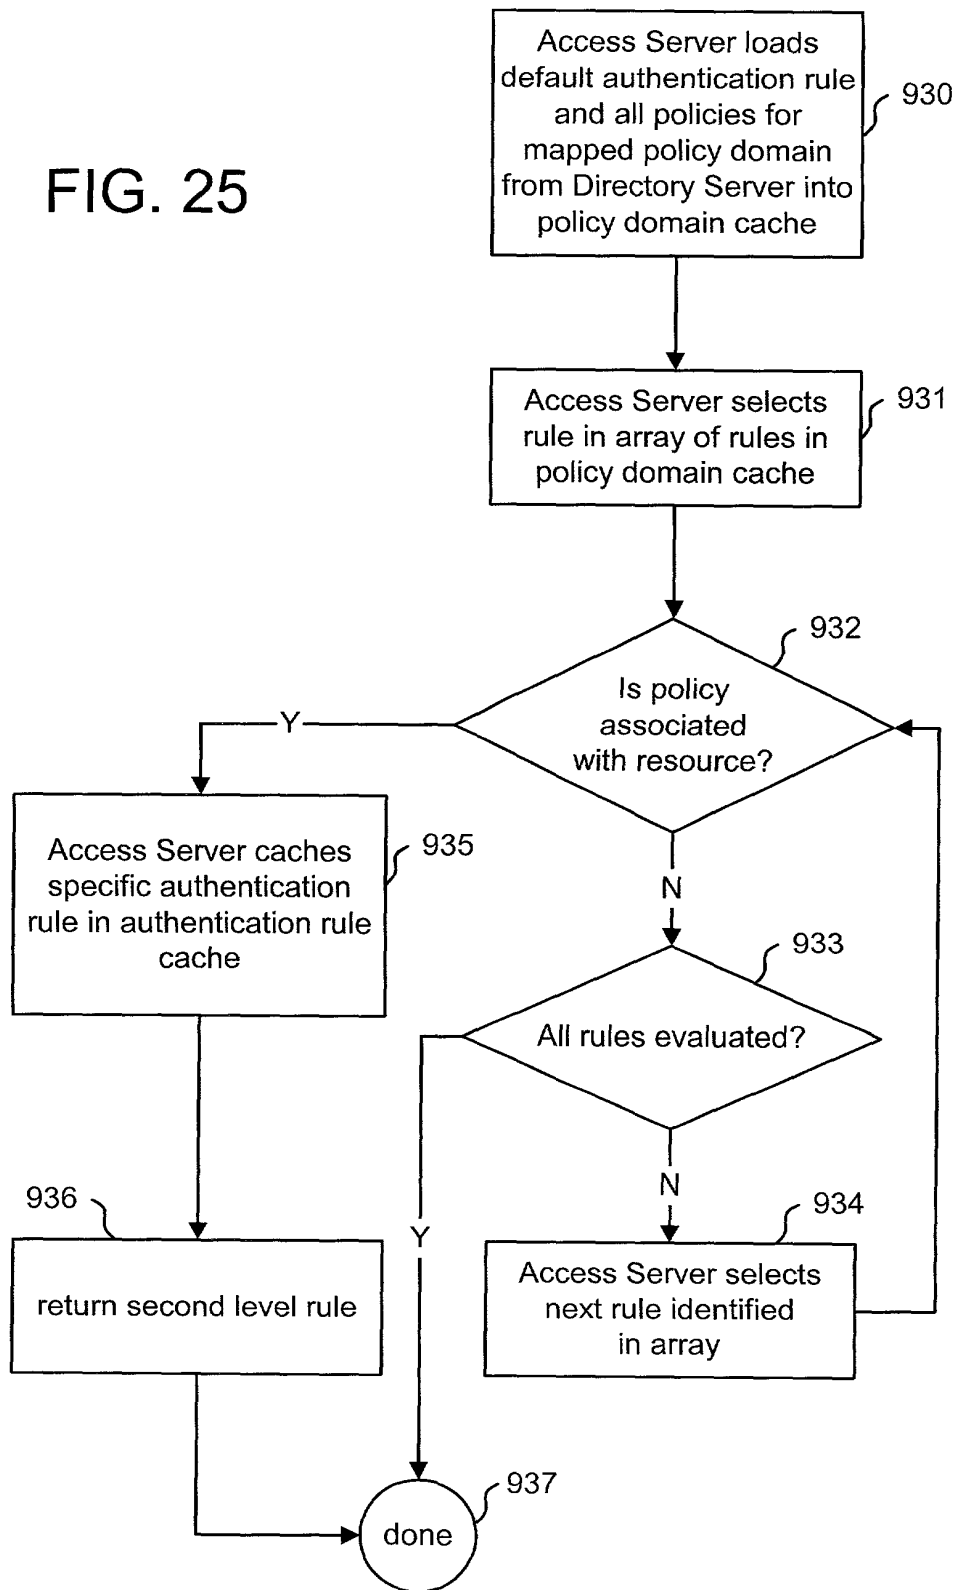 FIG. 25
Access Server loads
default authentication rule
and all policies for
mapped policy domain
from Directory Server into
policy domain cache
930
Access Server selects
rule in array of rules in
policy domain cache
931
Is policy
associated
with resource?
932
Y
N
Access Server caches
specific authentication
rule in authentication rule
cache
935
All rules evaluated?
933
Y
N
return second level rule
936
Access Server selects
next rule identified
in array
934
done
937